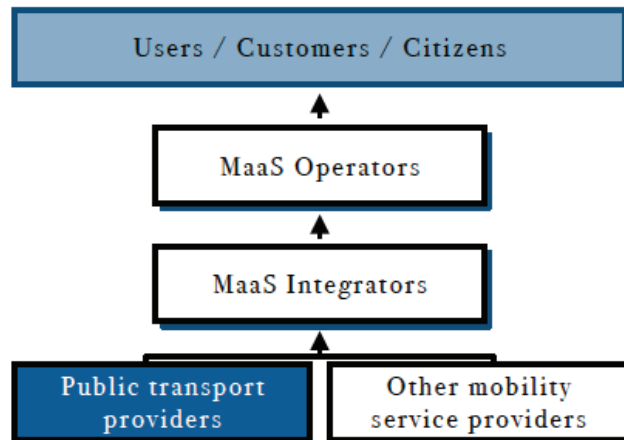 Users / Customers / Citizens
MaaS Operators
MaaS Integrators
Public transport
providers
Other mobility
service providers